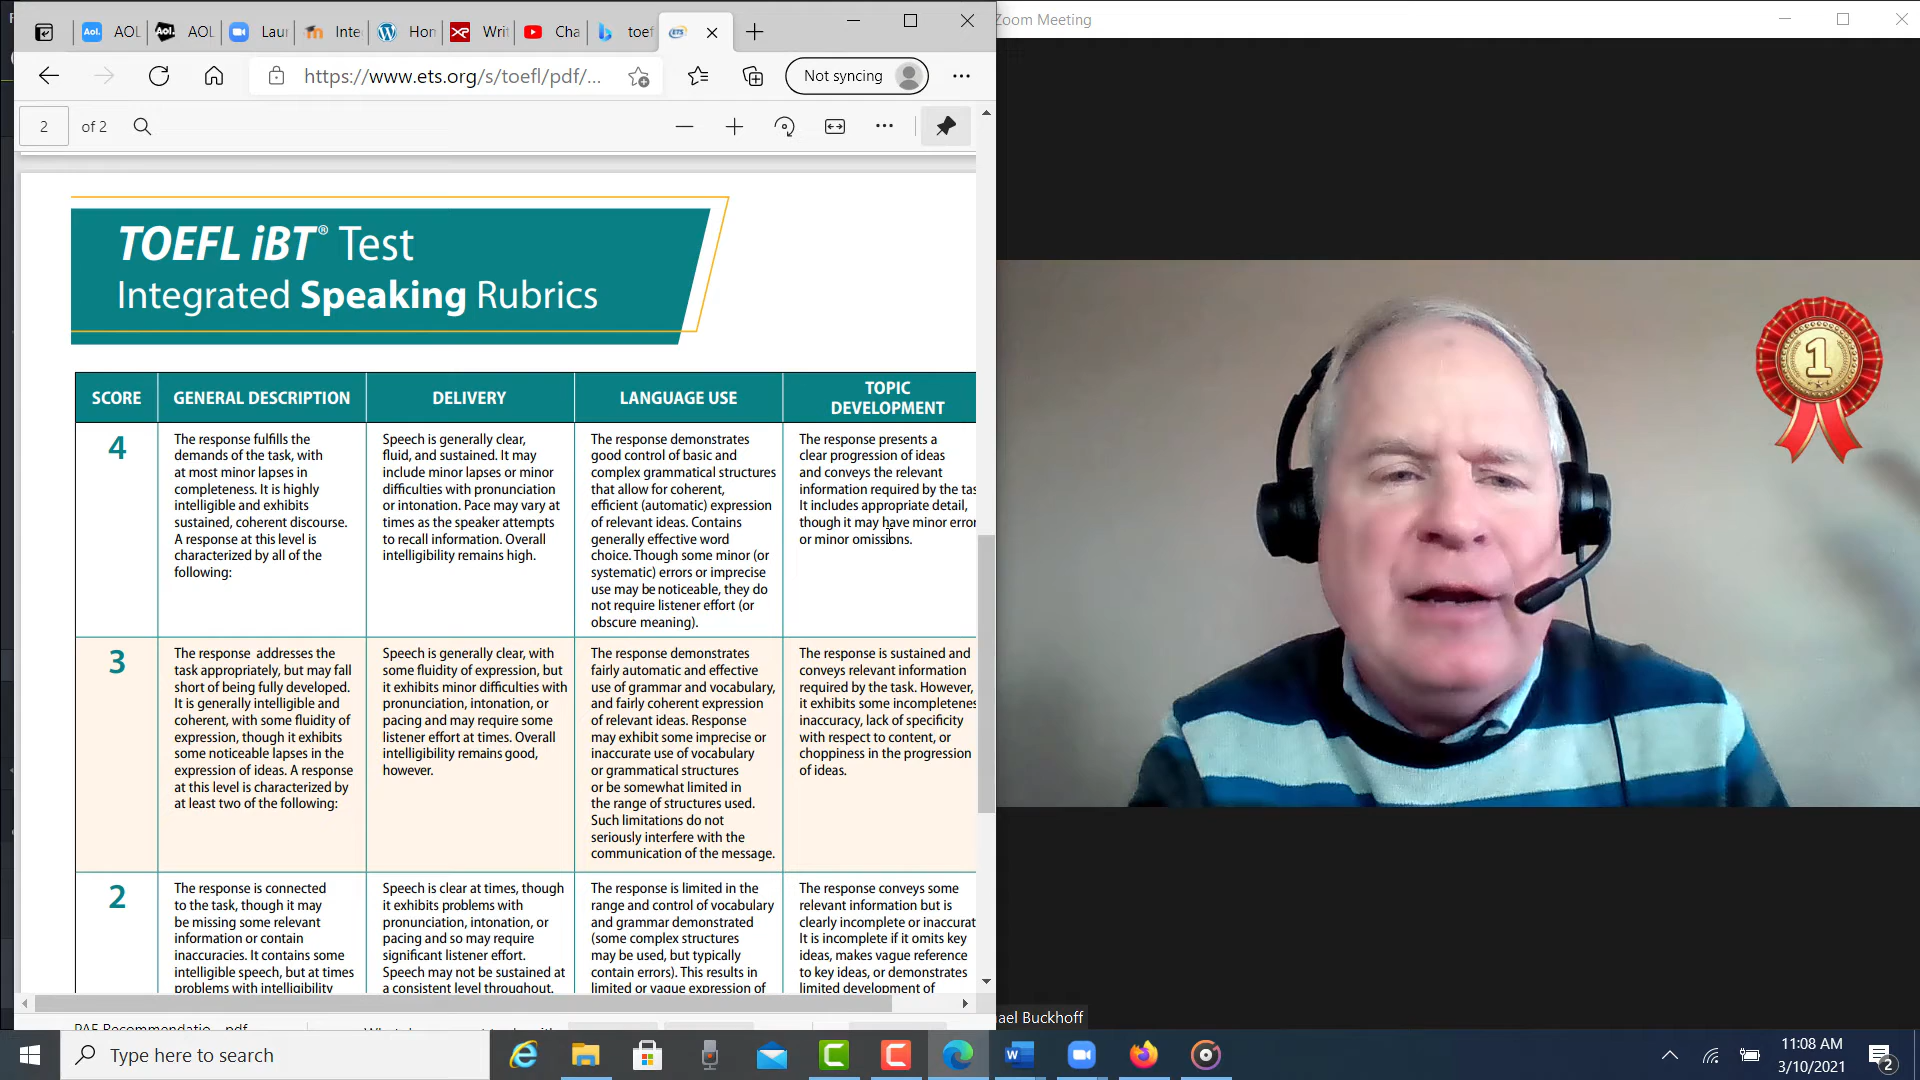 AOL
AOL
Lau
Inte
Hon
Writ
Cha
toef
ETS
https://www.ets.org/s/toefl/pdf/...
Not syncing
2 of 2
TOEFL iBT® Test
Integrated Speaking Rubrics
SCORE
GENERAL DESCRIPTION
DELIVERY
LANGUAGE USE
TOPIC
DEVELOPMENT
4
The response fulfills the
demands of the task, with
at most minor lapses in
completeness. It is highly
intelligible and exhibits
sustained, coherent discourse.
A response at this level is
characterized by all of the
following:
Speech is generally clear,
fluid, and sustained. It may
include minor lapses or minor
difficulties with pronunciation
or intonation. Pace may vary at
times as the speaker attempts
to recall information. Overall
intelligibility remains high.
The response demonstrates
good control of basic and
complex grammatical structures
that allow for coherent,
efficient (automatic) expression
of relevant ideas. Contains
generally effective word
choice. Though some minor (or
systematic) errors or imprecise
use may be noticeable, they do
not require listener effort (or
obscure meaning).
The response presents a
clear progression of ideas
and conveys the relevant
information required by the tas
It includes appropriate detail,
though it may have minor error
or minor omissions.
3
The response addresses the
task appropriately, but may fall
short of being fully developed.
It is generally intelligible and
coherent, with some fluidity of
expression, though it exhibits
some noticeable lapses in the
expression of ideas. A response
at this level is characterized by
at least two of the following:
Speech is generally clear, with
some fluidity of expression, but
it exhibits minor difficulties with
pronunciation, intonation, or
pacing and may require some
listener effort at times. Overall
intelligibility remains good,
however.
The response demonstrates
fairly automatic and effective
use of grammar and vocabulary,
and fairly coherent expression
of relevant ideas. Response
may exhibit some imprecise or
inaccurate use of vocabulary
or grammatical structures
or be somewhat limited in
the range of structures used.
Such limitations do not
seriously interfere with the
communication of the message.
The response is sustained and
conveys relevant information
required by the task. However,
it exhibits some incompletenes
inaccuracy, lack of specificity
with respect to content, or
choppiness in the progression
of ideas.
2
The response is connected
to the task, though it may
be missing some relevant
information or contain
inaccuracies. It contains some
intelligible speech, but at times
problems with intelligibility
Speech is clear at times, though
it exhibits problems with
pronunciation, intonation, or
pacing and so may require
significant listener effort.
Speech may not be sustained at
a consistent level throughout.
The response is limited in the
range and control of vocabulary
and grammar demonstrated
(some complex structures
may be used, but typically
contain errors). This results in
limited or vague expression of
The response conveys some
relevant information but is
clearly incomplete or inaccurat
It is incomplete if it omits key
ideas, makes vague reference
to key ideas, or demonstrates
limited development of
PAE Recommendatio....pdf
Zoom Meeting
1
ael Buckhoff
Type here to search
11:08 AM
3/10/2021
2